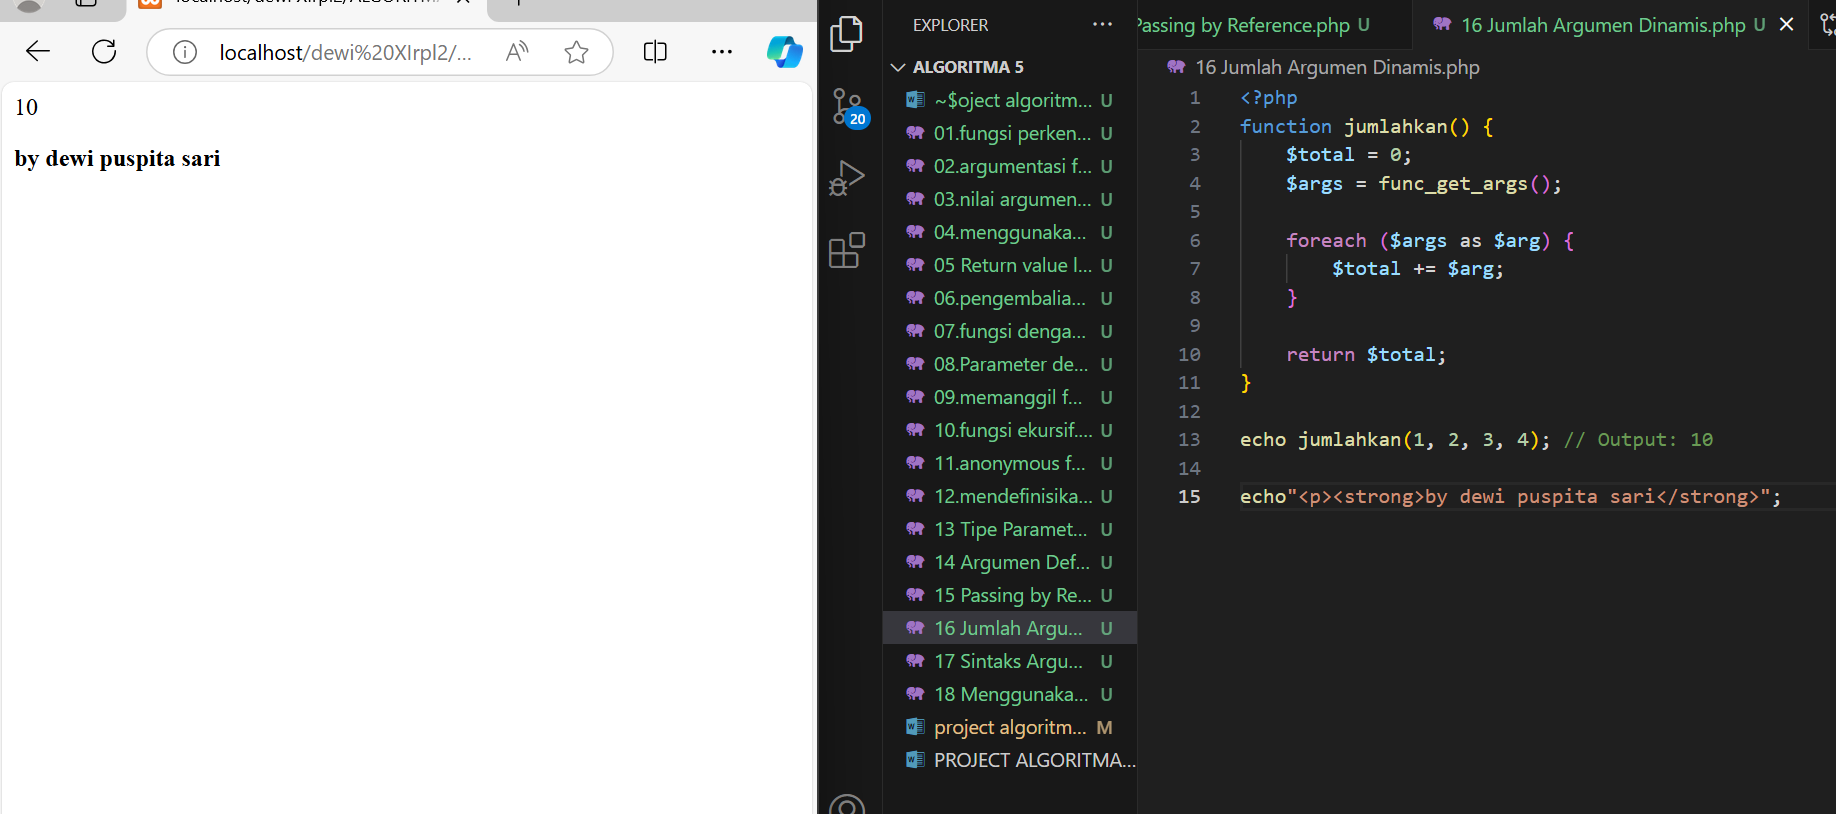 localhost/dewi%20XIrpl2/...
10
by dewi puspita sari
EXPLORER
ALGORITMA 5
~$oject algoritm... U
01.fungsi perken... U
02.argumentasi f... U
03.nilai argumen... U
04.menggunaka... U
05 Return value l... U
06.pengembalia... U
07.fungsi denga... U
08.Parameter de... U
09.memanggil f... U
10.fungsi ekursif.... U
11.anonymous f... U
12.mendefinisika... U
13 Tipe Paramet... U
14 Argumen Def... U
15 Passing by Re... U
16 Jumlah Argu... U
17 Sintaks Argu... U
18 Menggunaka... U
project algoritm... M
PROJECT ALGORITMA...
20
Passing by Reference.php U
16 Jumlah Argumen Dinamis.php U
16 Jumlah Argumen Dinamis.php
1 <?php
2 function jumlahkan() {
3 $total = 0;
4 $args = func_get_args();
5
6 foreach ($args as $arg) {
7 $total += $arg;
8 }
9
10 return $total;
11 }
12
13 echo jumlahkan(1, 2, 3, 4); // Output: 10
14
15 echo"<p><strong>by dewi puspita sari</strong>";